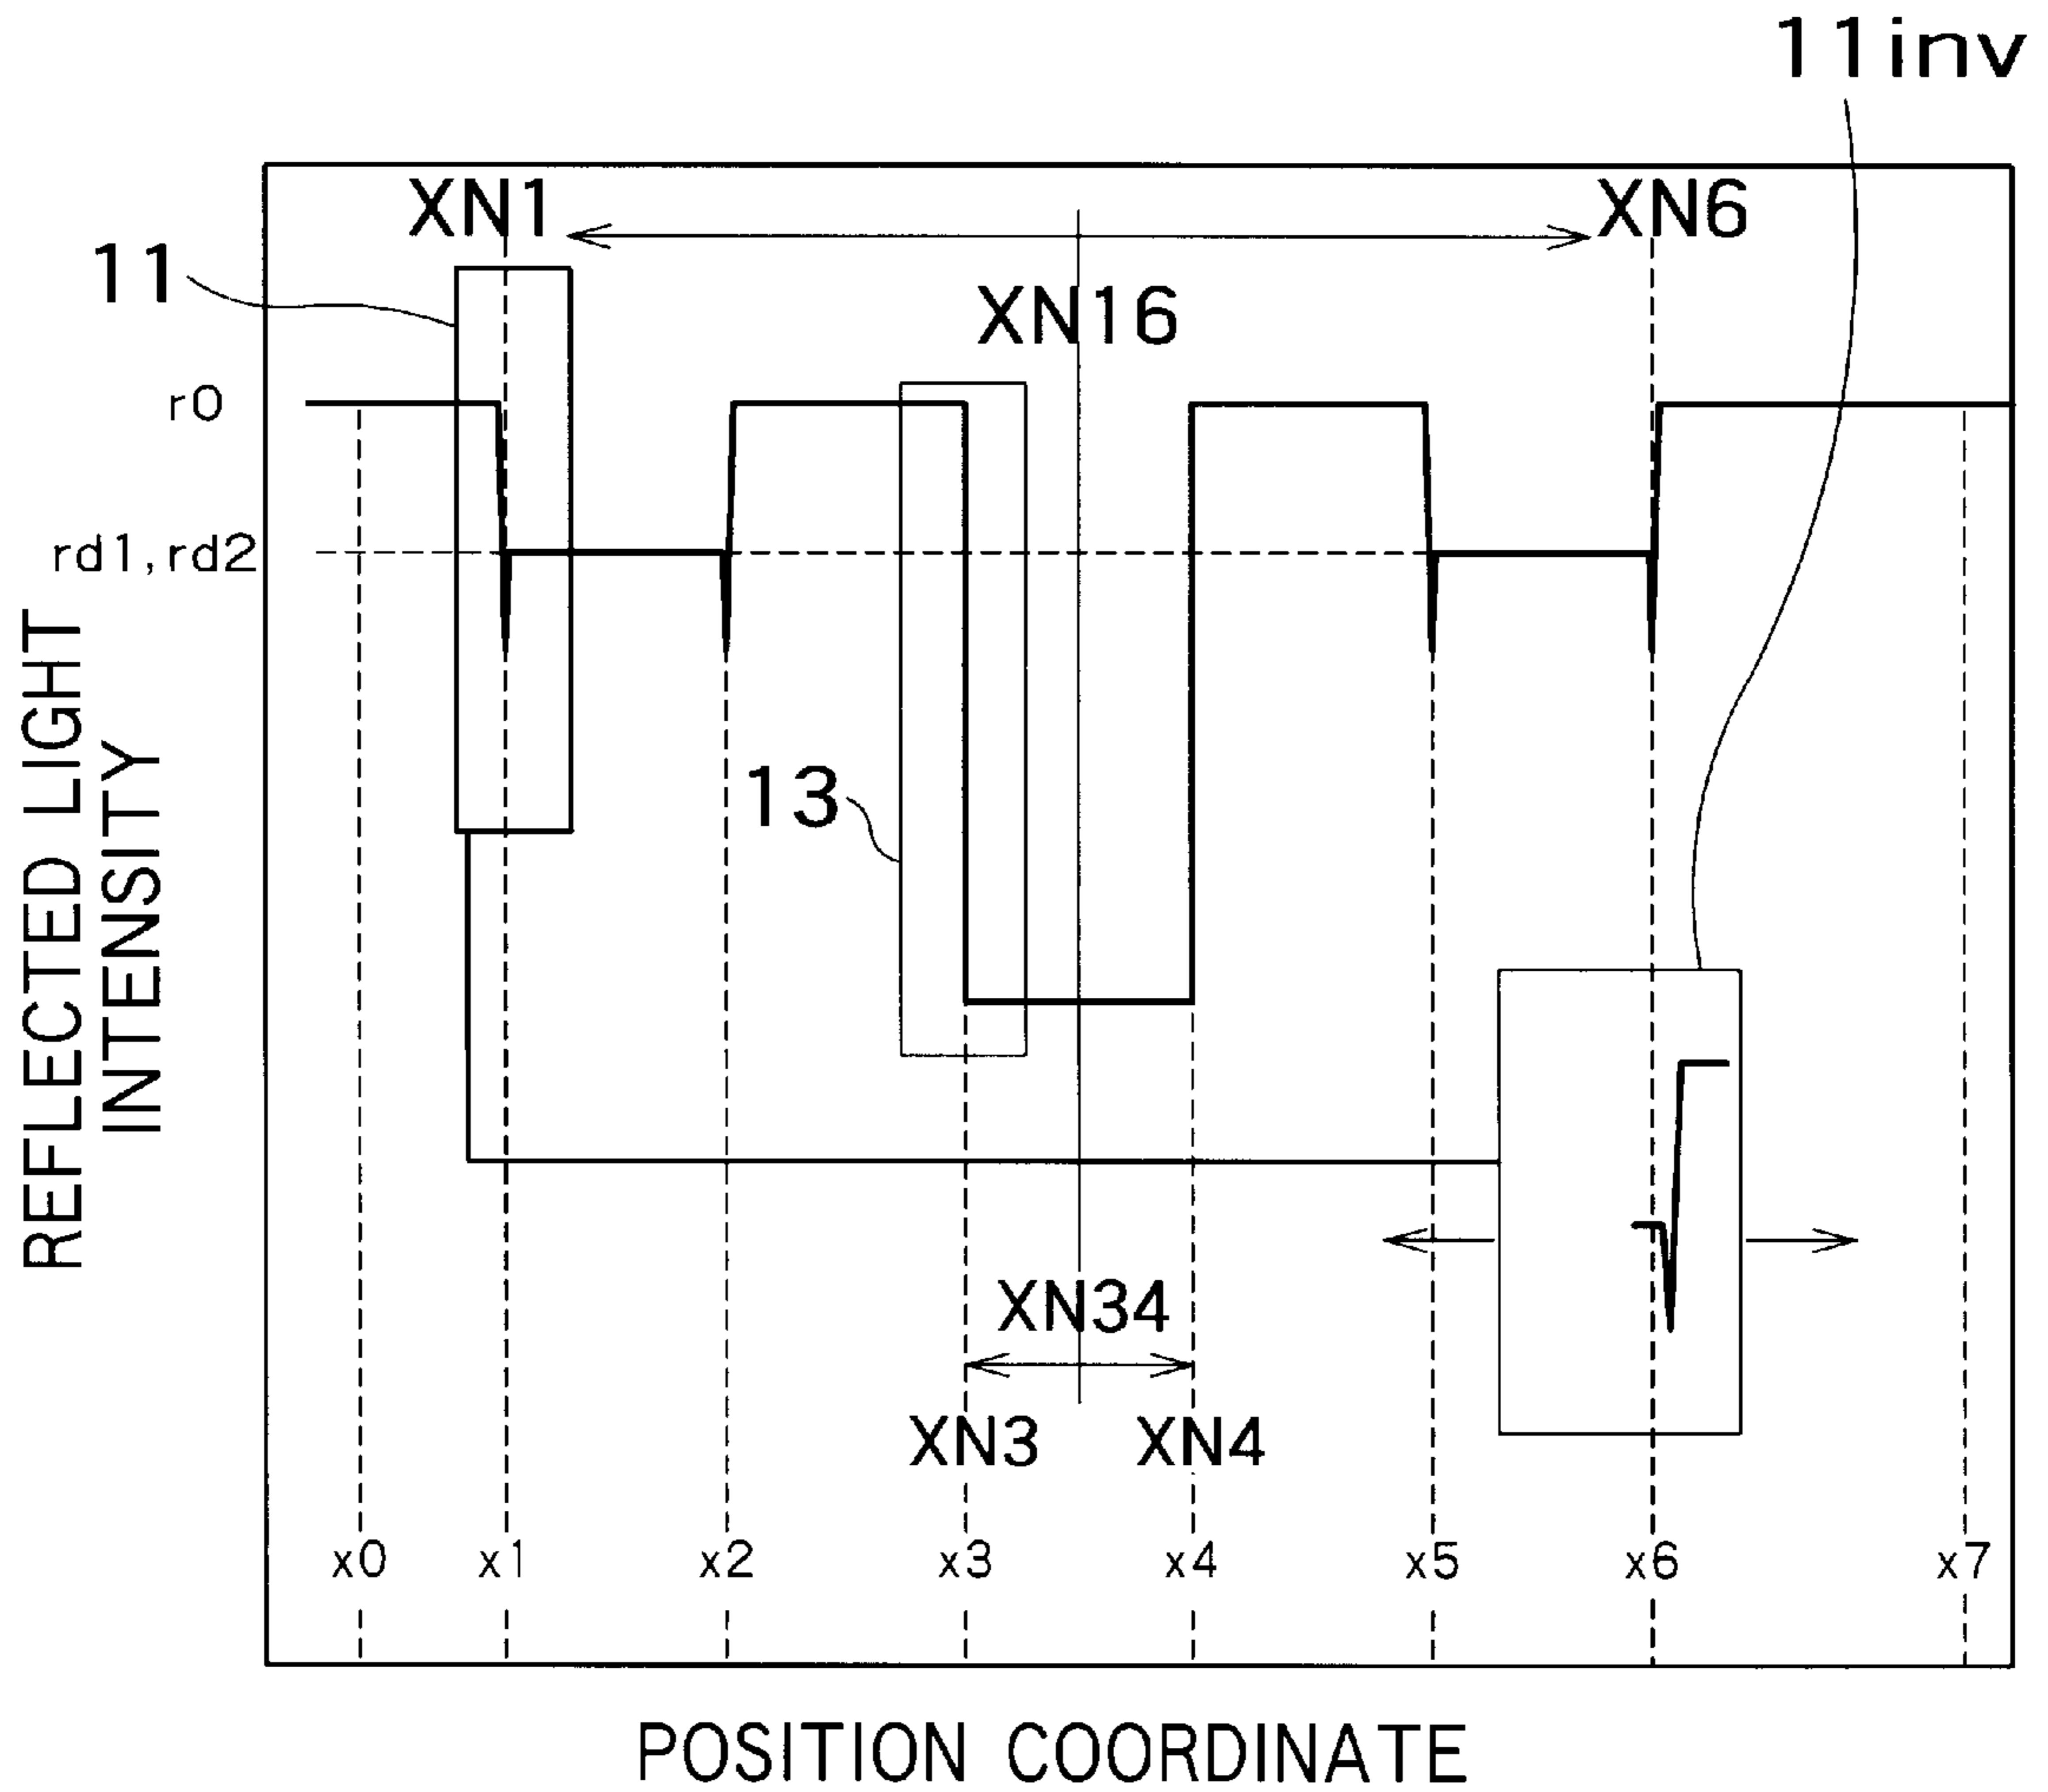 11inv
XN1
XN6
11
XN16
r0
rd1,rd2
13
REFLECTED LIGHT
INTENSITY
XN34
XN3
XN4
x0
x1
x2
x3
x4
x5
x6
x7
POSITION COORDINATE